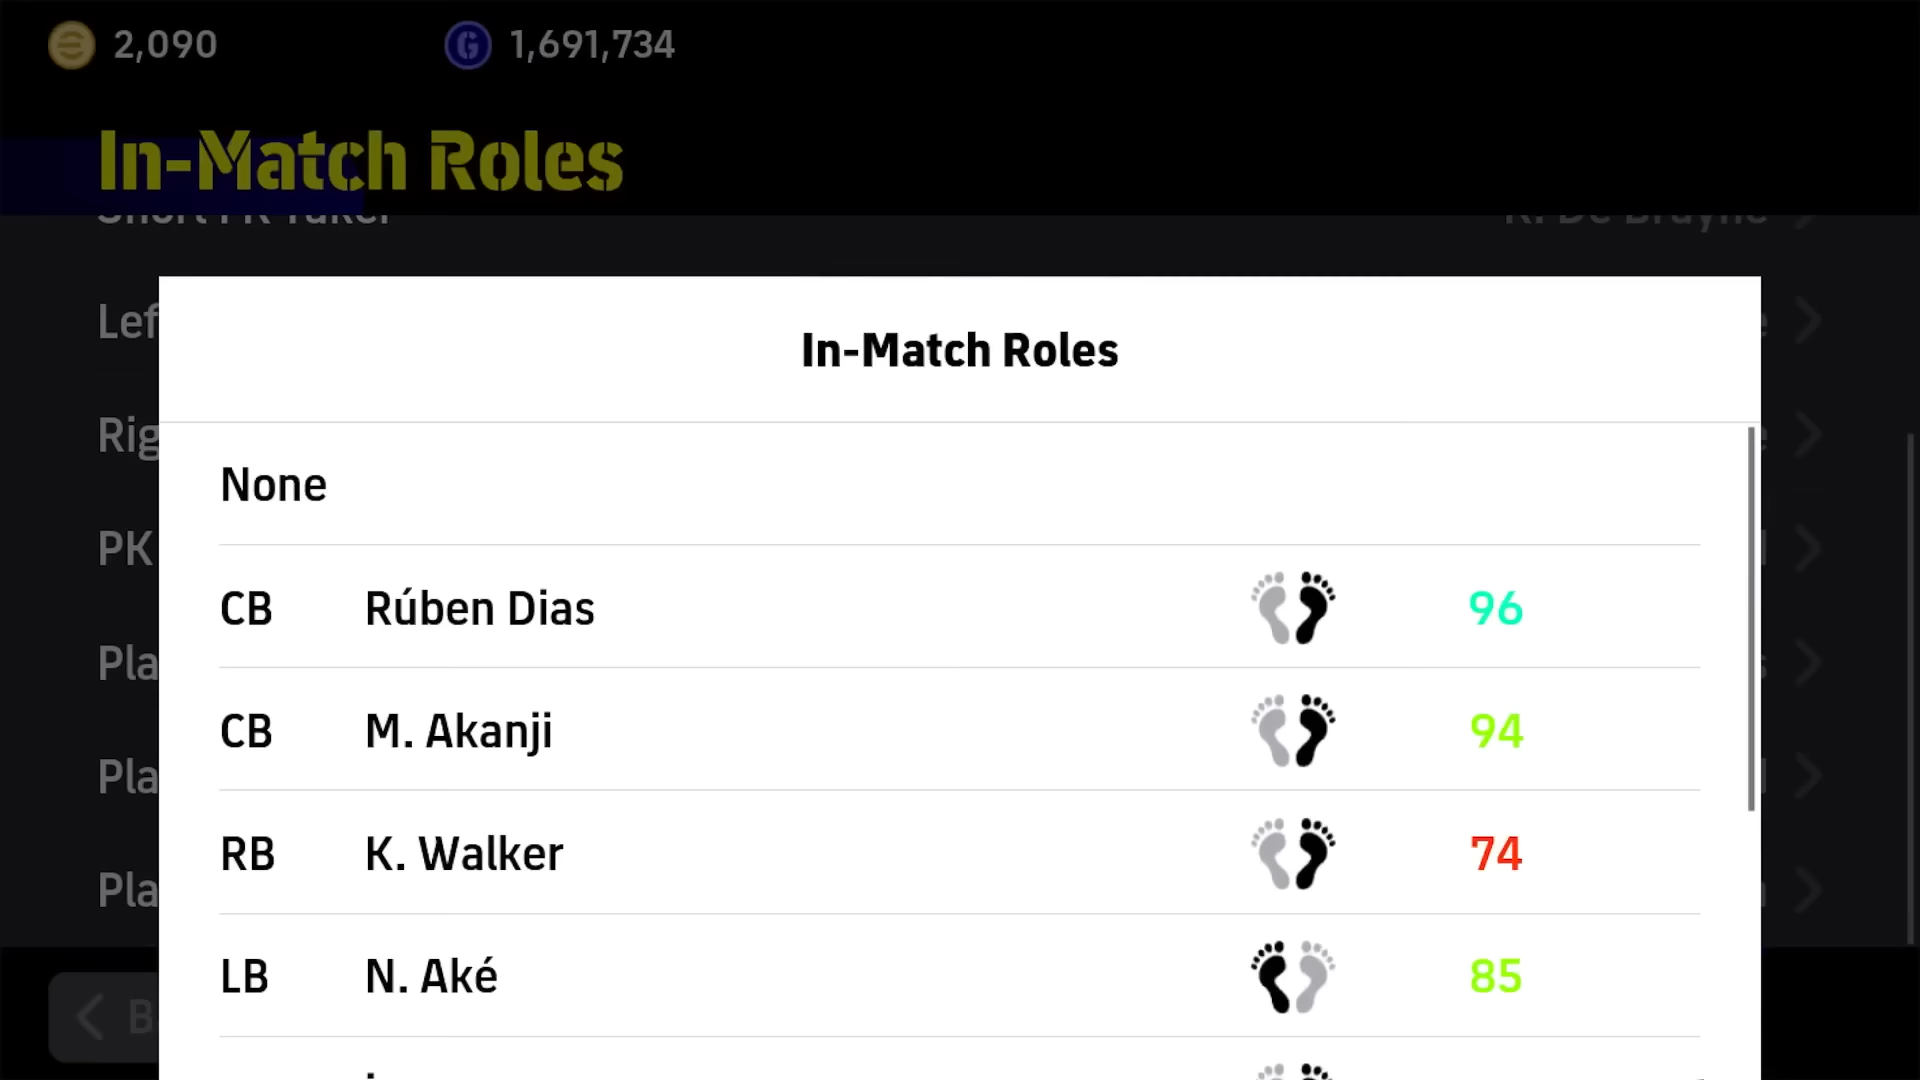 2,090
1,691,734
In-Match Roles
Lef
Rig
PK
Pla
Pla
Pla
B
In-Match Roles
None
CB Rúben Dias 96
CB M. Akanji 94
RB K. Walker 74
LB N. Aké 85